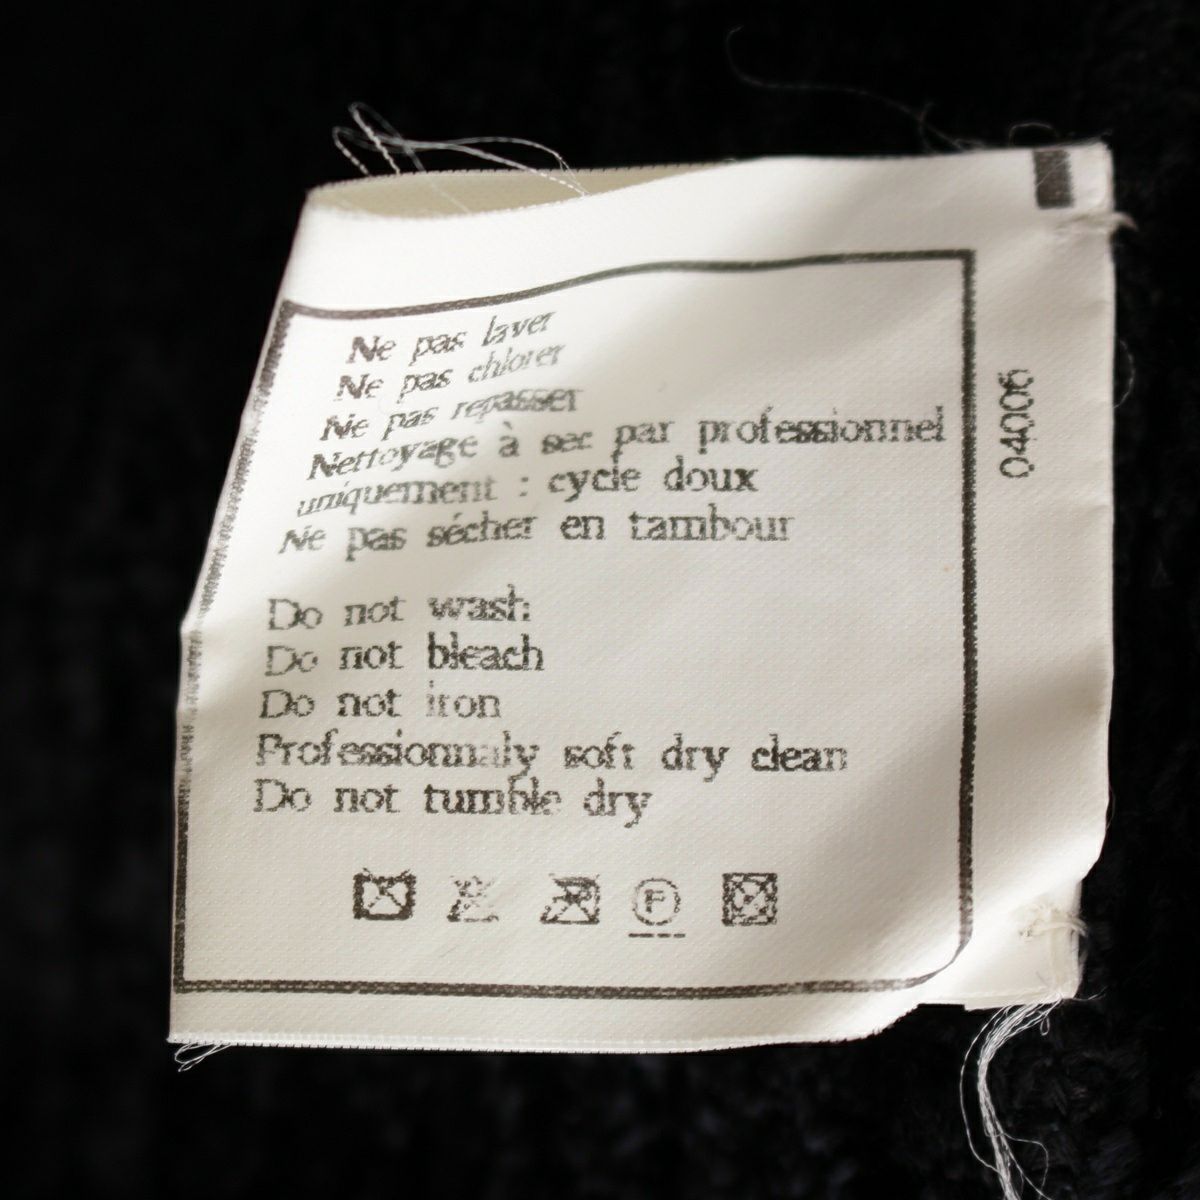 Ne pas laver
Ne pas chlorer
Ne pas repasser
Nettoyage à sec par professionnel
uniquement : cycle doux
Ne pas sécher en tambour
Do not wash
Do not bleach
Do not iron
Professionnaly soft dry clean
Do not tumble dry
F
04006